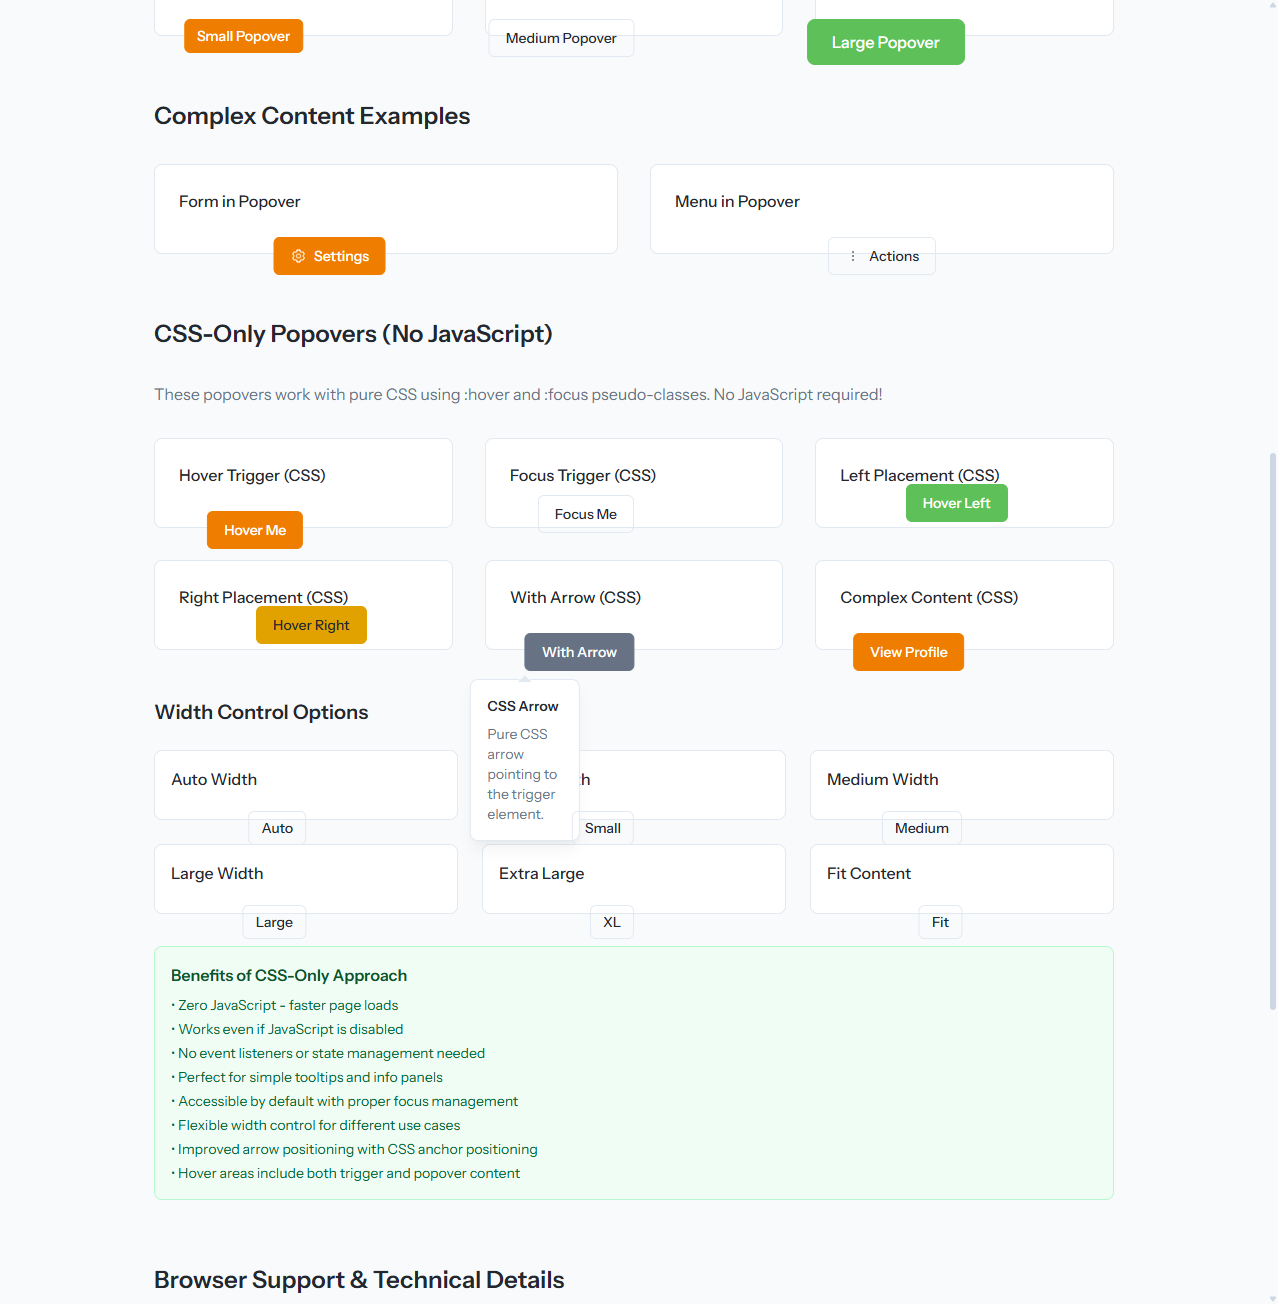 Small Popover
Medium Popover
Large Popover
Complex Content Examples
Form in Popover
Menu in Popover
Settings
Actions
CSS-Only Popovers (No JavaScript)
These popovers work with pure CSS using :hover and :focus pseudo-classes. No JavaScript required!
Hover Trigger (CSS)
Focus Trigger (CSS)
Left Placement (CSS)
Hover Me
Focus Me
Hover Left
Right Placement (CSS)
With Arrow (CSS)
Complex Content (CSS)
Hover Right
With Arrow
View Profile
CSS Arrow
Pure CSS
arrow
pointing to
the trigger
element.
Width Control Options
Auto Width
Medium Width
Auto
Small
Medium
Large Width
Extra Large
Fit Content
Large
XL
Fit
Benefits of CSS-Only Approach
• Zero JavaScript - faster page loads
• Works even if JavaScript is disabled
• No event listeners or state management needed
• Perfect for simple tooltips and info panels
• Accessible by default with proper focus management
• Flexible width control for different use cases
• Improved arrow positioning with CSS anchor positioning
• Hover areas include both trigger and popover content
Browser Support & Technical Details